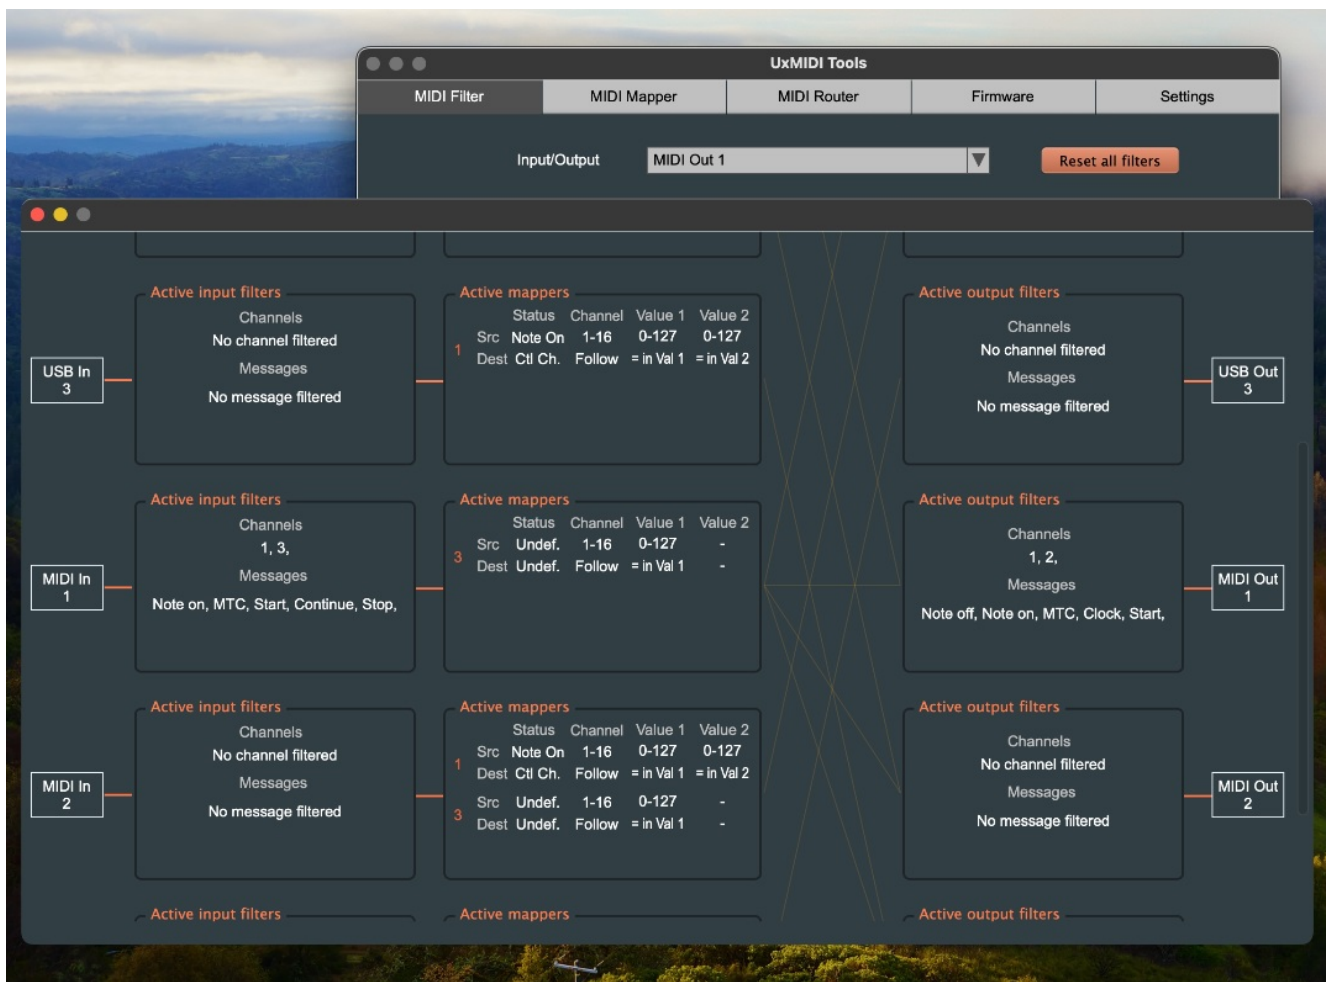 UxMIDI Tools
MIDI Filter MIDI Mapper MIDI Router Firmware Settings
Input/Output MIDI Out 1 Reset all filters
Active input filters Active mappers Active output filters
Status Channel Value 1 Value 2
Channels Channels
Src Note On 1-16 0-127 0-127
No channel filtered No channel filtered
1
Dest Ctl Ch. Follow = in Val 1 = in Val 2
USB In 3 Messages Messages USB Out 3
No message filtered No message filtered
Active input filters Active mappers Active output filters
Status Channel Value 1 Value 2
Channels Channels
Src Undef. 1-16 0-127 -
1, 3, 1, 2,
3
Dest Undef. Follow = in Val 1 -
MIDI In 1 Messages Messages MIDI Out 1
Note on, MTC, Start, Continue, Stop, Note off, Note on, MTC, Clock, Start,
Active input filters Active mappers Active output filters
Status Channel Value 1 Value 2
Channels Channels
Src Note On 1-16 0-127 0-127
No channel filtered No channel filtered
1
Dest Ctl Ch. Follow = in Val 1 = in Val 2
MIDI In 2 Messages Messages MIDI Out 2
Src Undef. 1-16 0-127 -
No message filtered No message filtered
3
Dest Undef. Follow = in Val 1 -
Active input filters Active mappers Active output filters